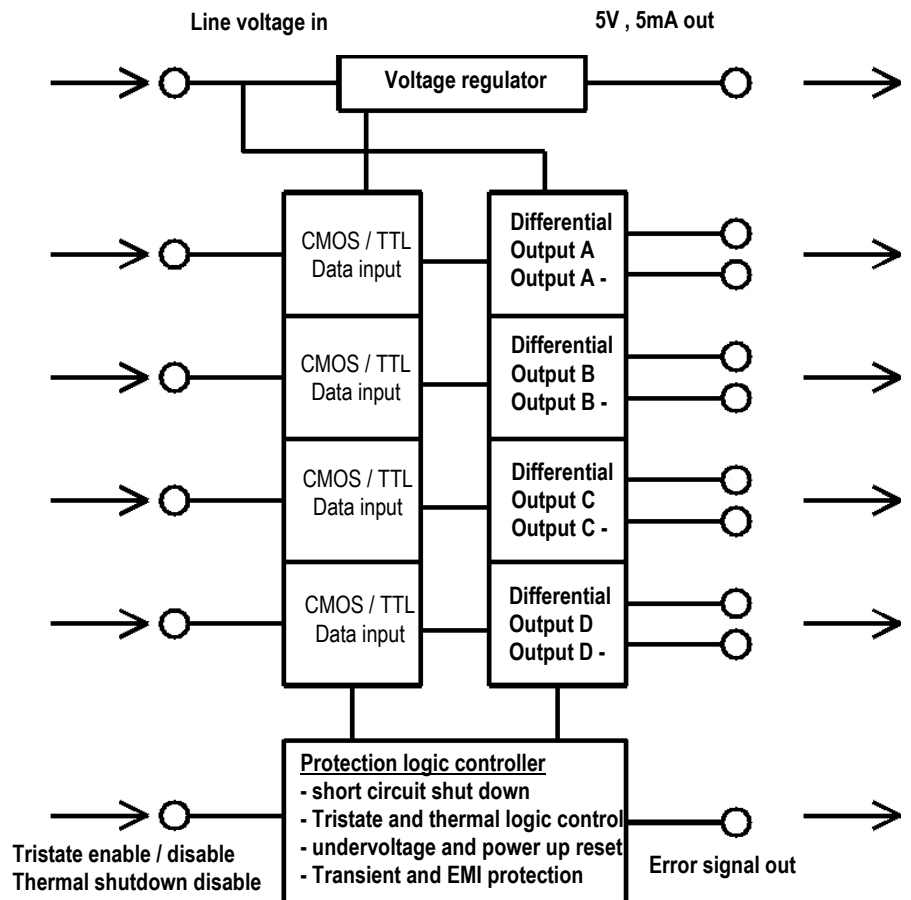 Line voltage in
5V , 5mA out
Voltage regulator
CMOS / TTL
Data input
Differential
Output A
Output A -
CMOS / TTL
Data input
Differential
Output B
Output B -
CMOS / TTL
Data input
Differential
Output C
Output C -
CMOS / TTL
Data input
Differential
Output D
Output D -
Protection logic controller
- short circuit shut down
- Tristate and thermal logic control
- undervoltage and power up reset
- Transient and EMI protection
Tristate enable / disable
Thermal shutdown disable
Error signal out